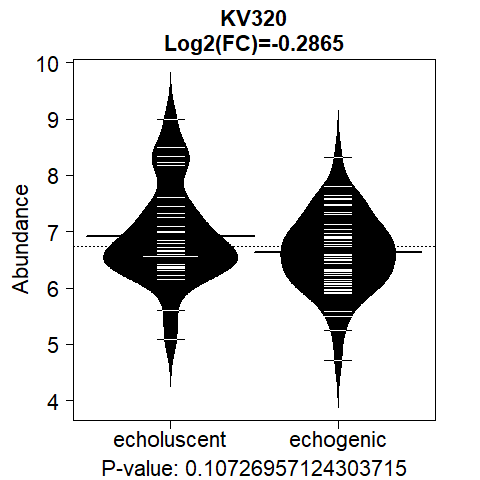 KV320
Log2(FC)=-0.2865
10
9
8
7
6
5
4
Abundance
echoluscent echogenic
P-value: 0.10726957124303715